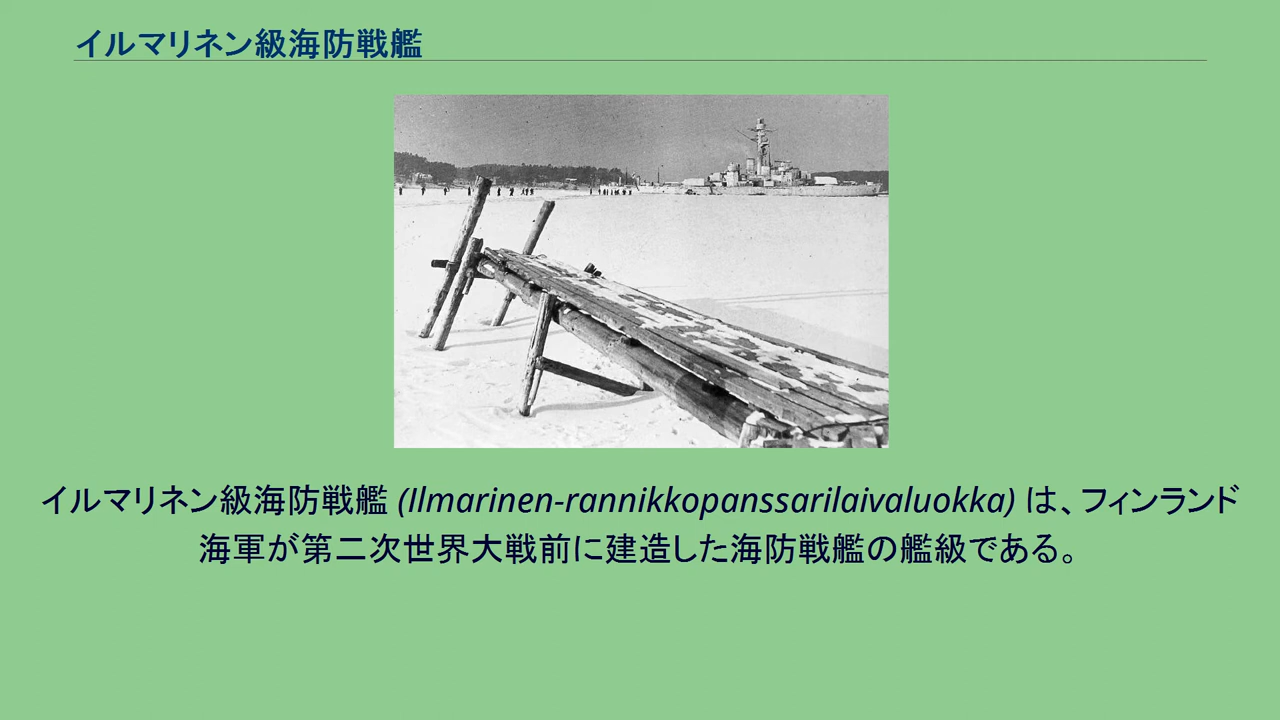 イルマリネン級海防戦艦
イルマリネン級海防戦艦 (Ilmarinen-rannikkopanssarilaivaluokka) は、フィンランド
海軍が第二次世界大戦前に建造した海防戦艦の艦級である。